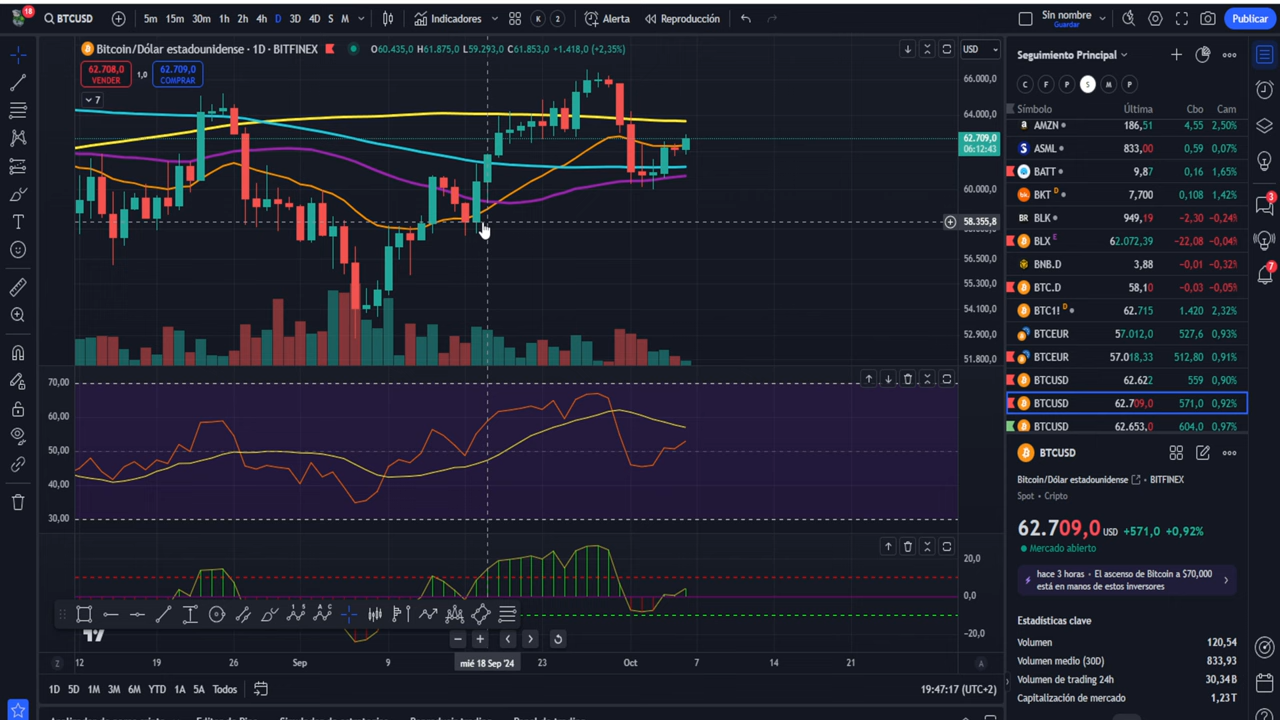 18
BTCUSD
5m 15m 30m 1h 2h 4h D 3D 4D S M
Indicadores
K 2
Alerta
Reproducción
Sin nombre
Guardar
Publicar
Bitcoin/Dólar estadounidense · 1D · BITFINEX
O60.435,0 H61.875,0 L59.293,0 C61.853,0 +1.418,0 (+2,35%)
62.708,0
VENDER
1,0
62.709,0
COMPRAR
7
USD
66.000,0
64.000,0
62.709,0
06:12:43
60.000,0
58.355,8
56.500,0
55.300,0
54.100,0
52.900,0
51.800,0
70,00
60,00
50,00
40,00
30,00
20,0
0,0
−20,0
12 19 26 Sep 9 mié 18 Sep '24 23 Oct 7 14 21
Z
A
1D 5D 1M 3M 6M YTD 1A 5A Todos
19:47:17 (UTC+2)
Seguimiento Principal
C F P S M P
Símbolo Última Cbo Cam
AMZN 186,51 4,55 2,50%
ASML 833,00 0,59 0,07%
BATT 9,87 0,16 1,65%
BKT D 7,700 0,108 1,42%
BLK 949,19 −2,30 −0,24%
BLX E 62.072,39 −22,08 −0,04%
BNB.D 3,88 −0,01 −0,32%
BTC.D 58,10 −0,03 −0,05%
BTC1! D 62.715 1.420 2,32%
BTCEUR 57.012,0 527,6 0,93%
BTCEUR 57.018,33 512,80 0,91%
BTCUSD 62.622 559 0,90%
BTCUSD 62.709,0 571,0 0,92%
BTCUSD 62.653,0 604,0 0,97%
BTCUSD
Bitcoin/Dólar estadounidense BITFINEX
Spot • Cripto
62.709,0 USD +571,0 +0,92%
Mercado abierto
hace 3 horas • El ascenso de Bitcoin a $70,000
está en manos de estos inversores
Estadísticas clave
Volumen 120,54
Volumen medio (30D) 833,93
Volumen de trading 24h 30,34B
Capitalización de mercado 1,23T
3
7